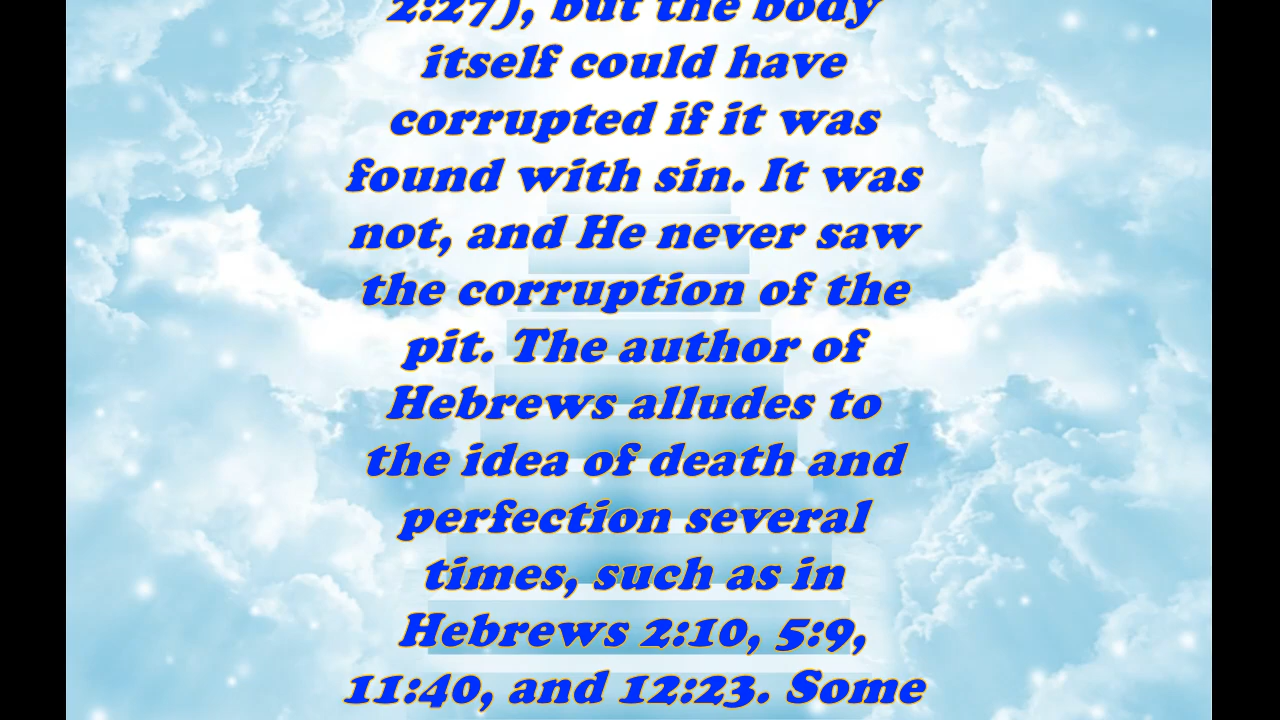 2:27), but the body
itself could have
corrupted if it was
found with sin. It was
not, and He never saw
the corruption of the
pit. The author of
Hebrews alludes to
the idea of death and
perfection several
times, such as in
Hebrews 2:10, 5:9,
11:40, and 12:23. Some